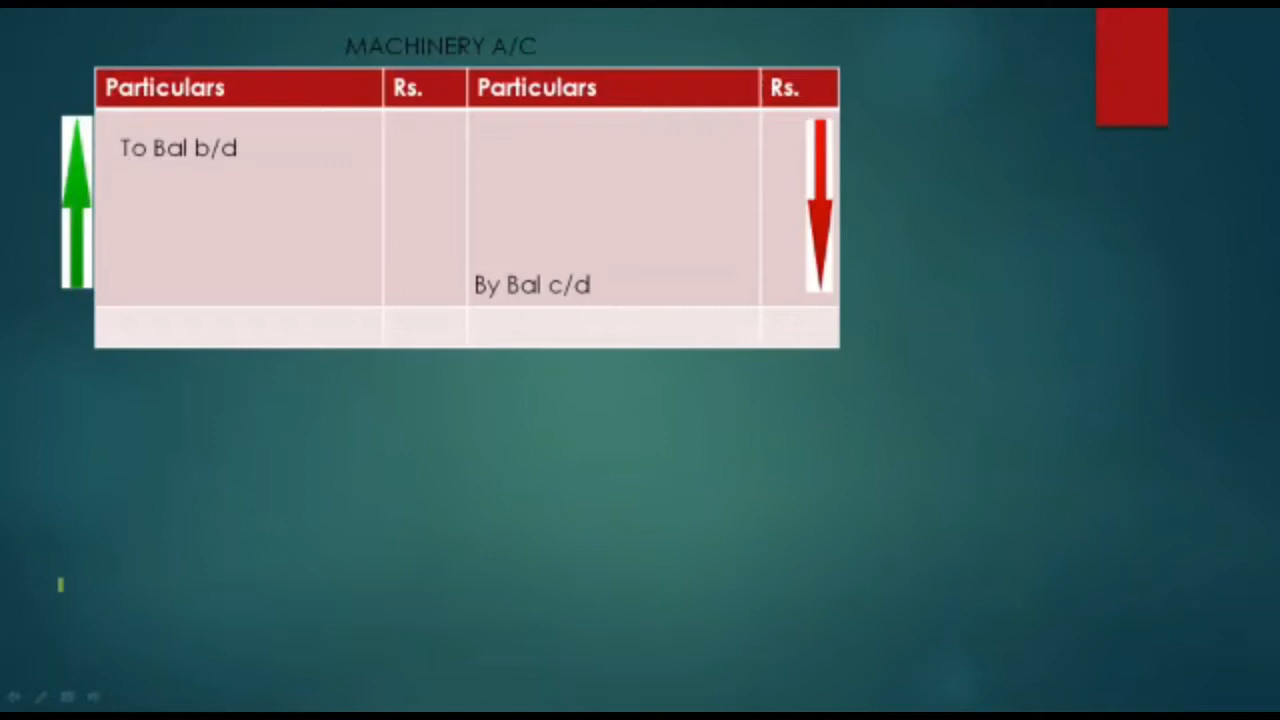 MACHINERY A/C
Particulars Rs. Particulars Rs.
To Bal b/d
By Bal c/d